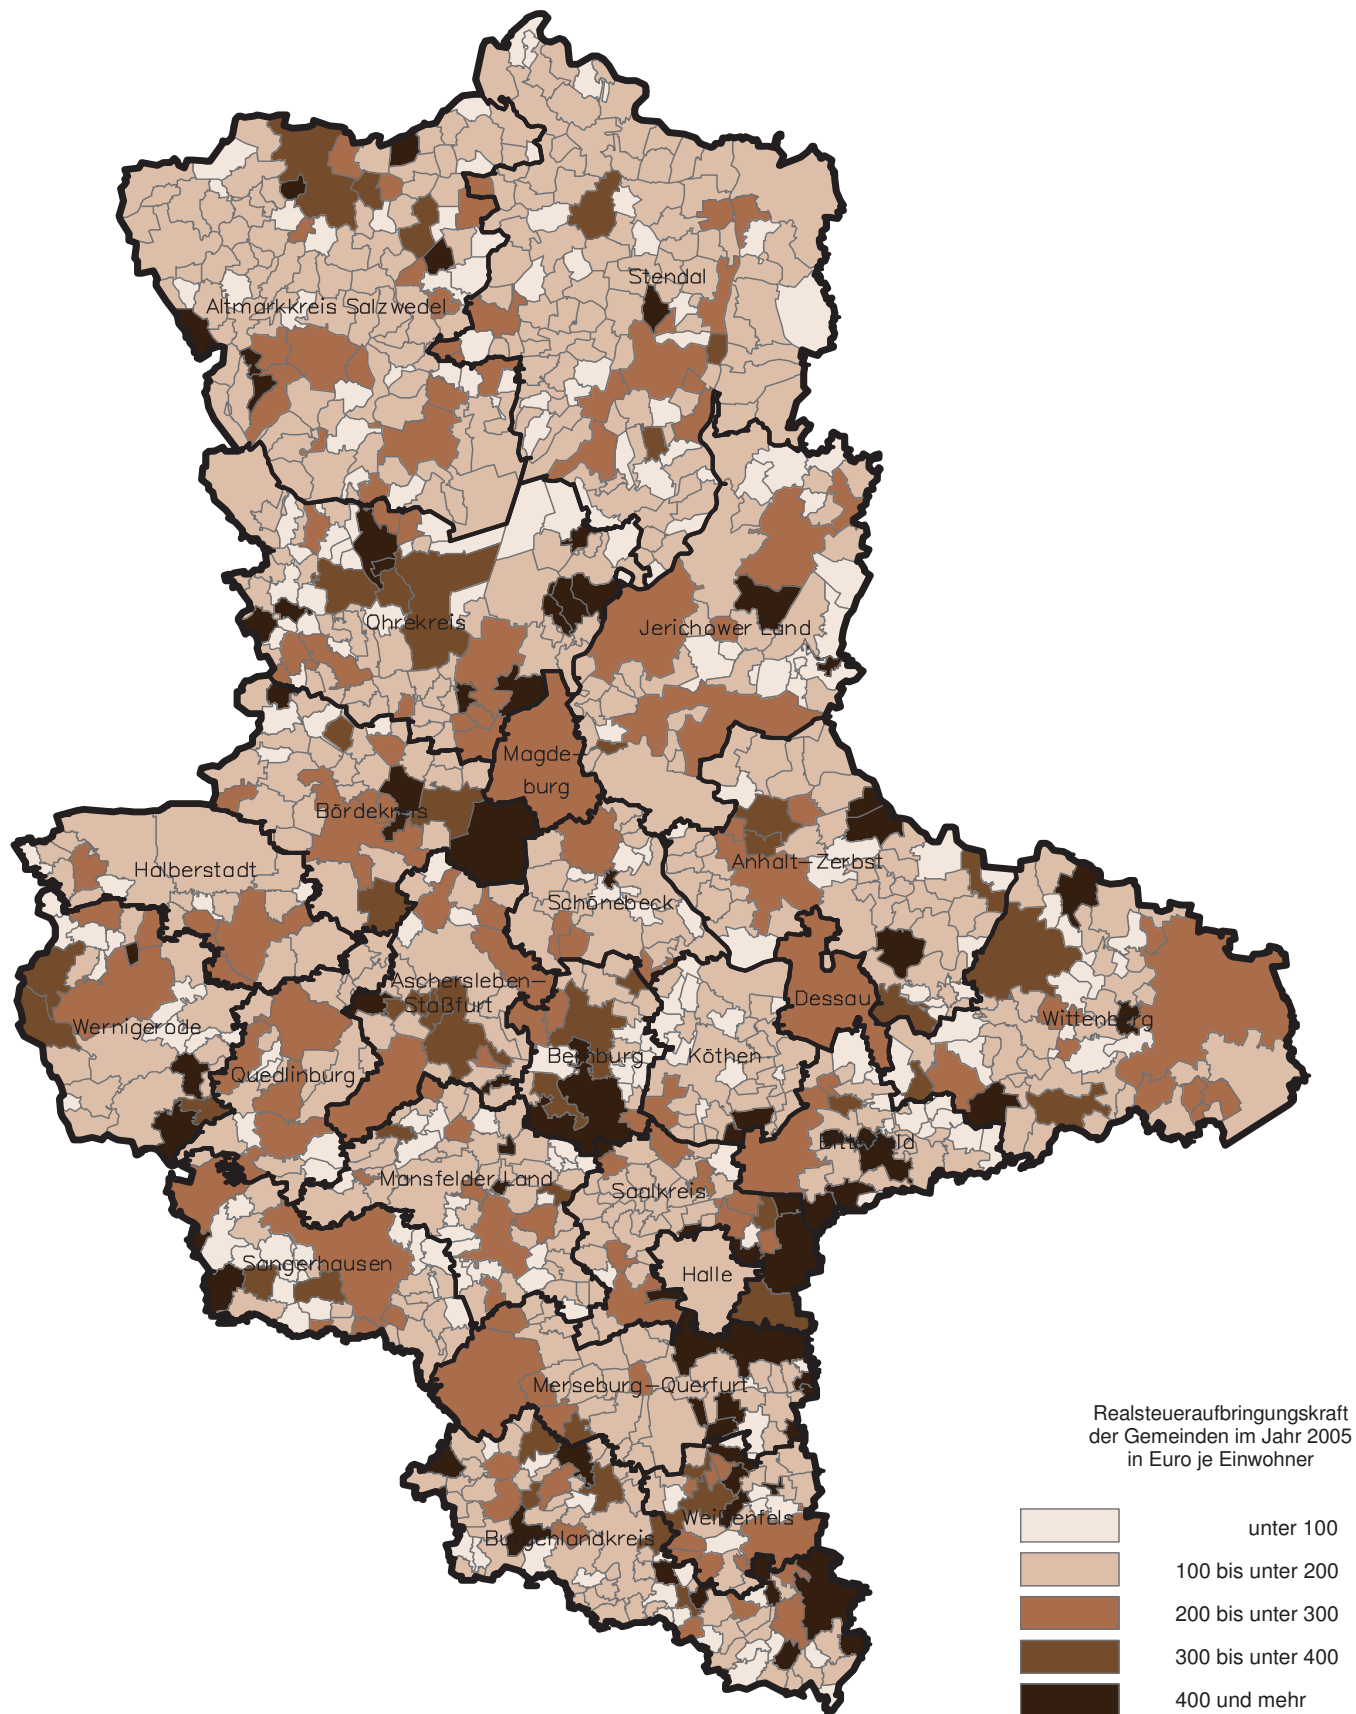 Stendal
Altmarkkreis Salzwedel
Ohrekreis
Jerichower Land
Magde-
burg
Bördekreis
Halberstadt
Anhalt-Zerbst
Schönebeck
Aschersleben-
Staßfurt
Dessau
Wittenberg
Wernigerode
Quedlinburg
Bernburg
Köthen
Bitterfeld
Mansfelder Land
Saalkreis
Sangerhausen
Halle
Merseburg-Querfurt
Weißenfels
Burgenlandkreis
Realsteueraufbringungskraft
der Gemeinden im Jahr 2005
in Euro je Einwohner
unter 100
100 bis unter 200
200 bis unter 300
300 bis unter 400
400 und mehr